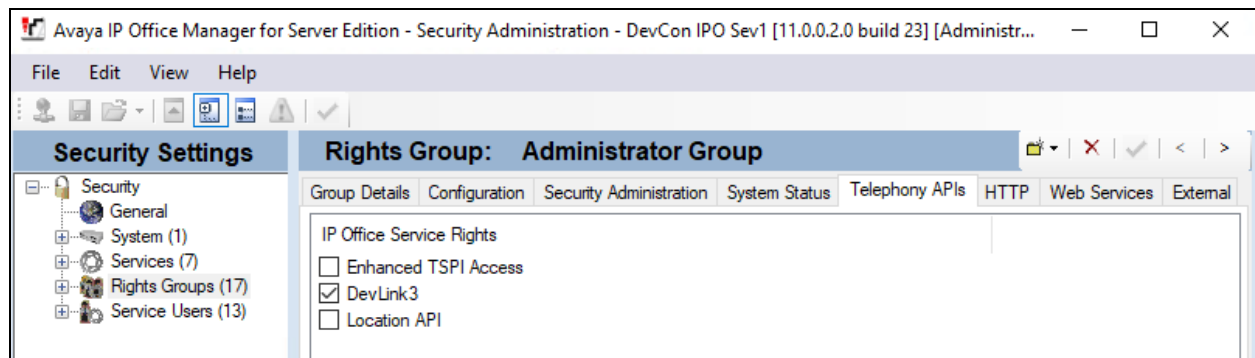 Avaya IP Office Manager for Server Edition - Security Administration - DevCon IPO Sev1 [11.0.0.2.0 build 23] [Administr...
File Edit View Help
Security Settings
Rights Group: Administrator Group
Security
General
System (1)
Services (7)
Rights Groups (17)
Service Users (13)
Group Details Configuration Security Administration System Status Telephony APIs HTTP Web Services External
IP Office Service Rights
Enhanced TSPI Access
DevLink3
Location API